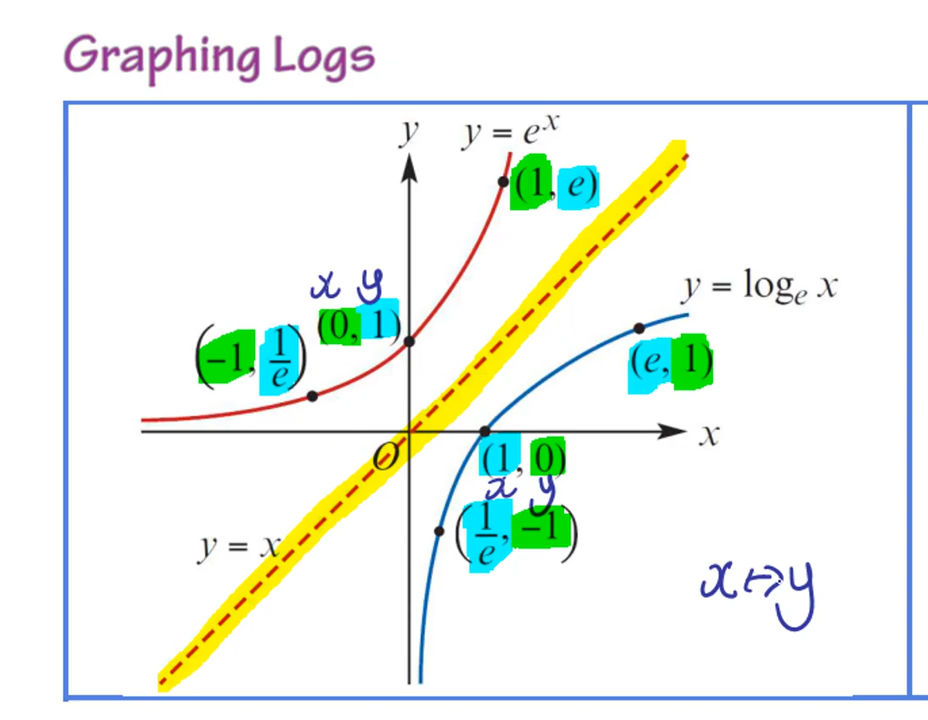 Graphing Logs
y
y = e^x
(1, e)
x y
(0, 1)
(-1, 1/e)
y = log_e x
(e, 1)
x
O
(1, 0)
x y
(1/e, -1)
y = x
x ↔ y